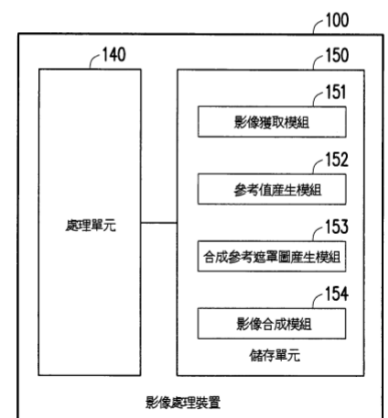 100
140
150
151
影像獲取模組
152
參考值產生模組
153
合成參考遮罩圖產生模組
154
影像合成模組
處理單元
儲存單元
影像處理裝置